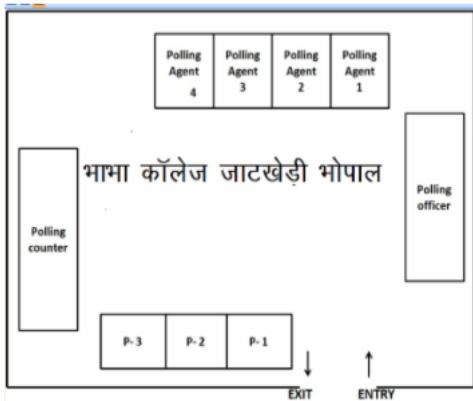 Polling Agent 4
Polling Agent 3
Polling Agent 2
Polling Agent 1
भाभा कॉलेज जाटखेड़ी भोपाल
Polling officer
Polling counter
P-3
P-2
P-1
EXIT
ENTRY